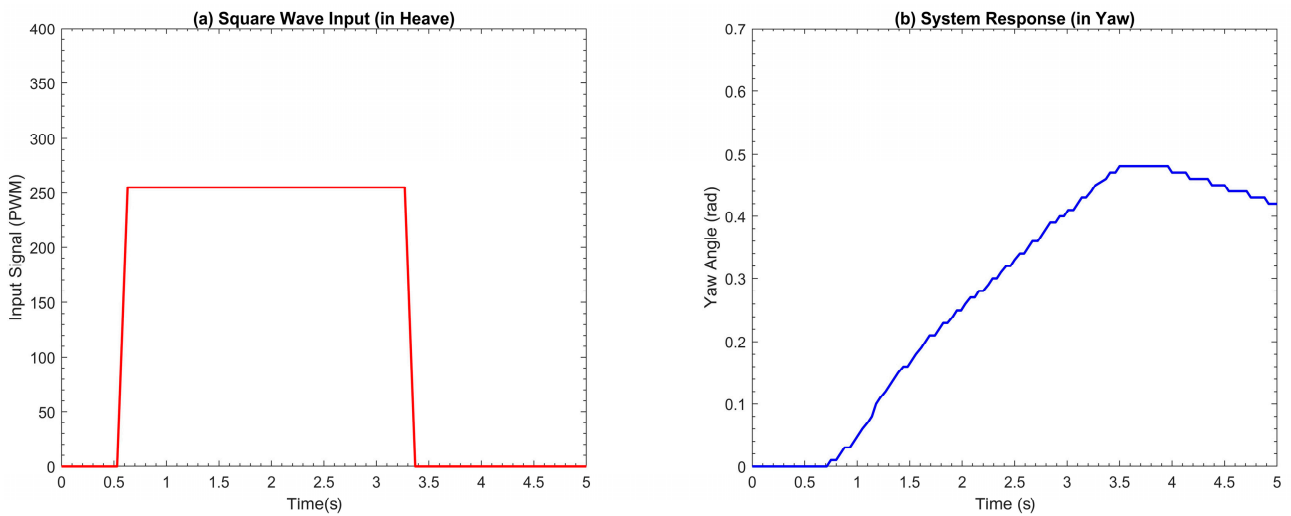 (a) Square Wave Input (in Heave)
400
350
300
250
200
150
100
50
0
Input Signal (PWM)
0 0.5 1 1.5 2 2.5 3 3.5 4 4.5 5
Time(s)
(b) System Response (in Yaw)
0.7
0.6
0.5
0.4
0.3
0.2
0.1
0
Yaw Angle (rad)
0 0.5 1 1.5 2 2.5 3 3.5 4 4.5 5
Time (s)